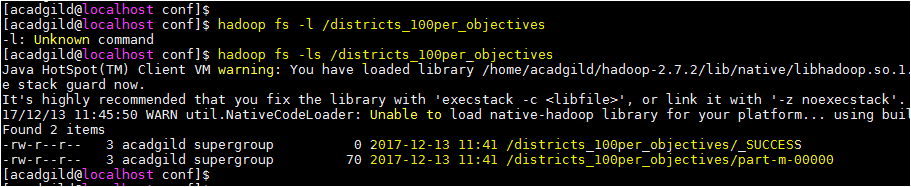 [acadgild@localhost conf]$
[acadgild@localhost conf]$ hadoop fs -l /districts_100per_objectives
-l: Unknown command
[acadgild@localhost conf]$ hadoop fs -ls /districts_100per_objectives
Java HotSpot(TM) Client VM warning: You have loaded library /home/acadgild/hadoop-2.7.2/lib/native/libhadoop.so.1.
e stack guard now.
It's highly recommended that you fix the library with 'execstack -c <libfile>', or link it with '-z noexecstack'.
17/12/13 11:45:50 WARN util.NativeCodeLoader: Unable to load native-hadoop library for your platform... using buil
Found 2 items
-rw-r--r--   3 acadgild supergroup          0 2017-12-13 11:41 /districts_100per_objectives/_SUCCESS
-rw-r--r--   3 acadgild supergroup         70 2017-12-13 11:41 /districts_100per_objectives/part-m-00000
[acadgild@localhost conf]$